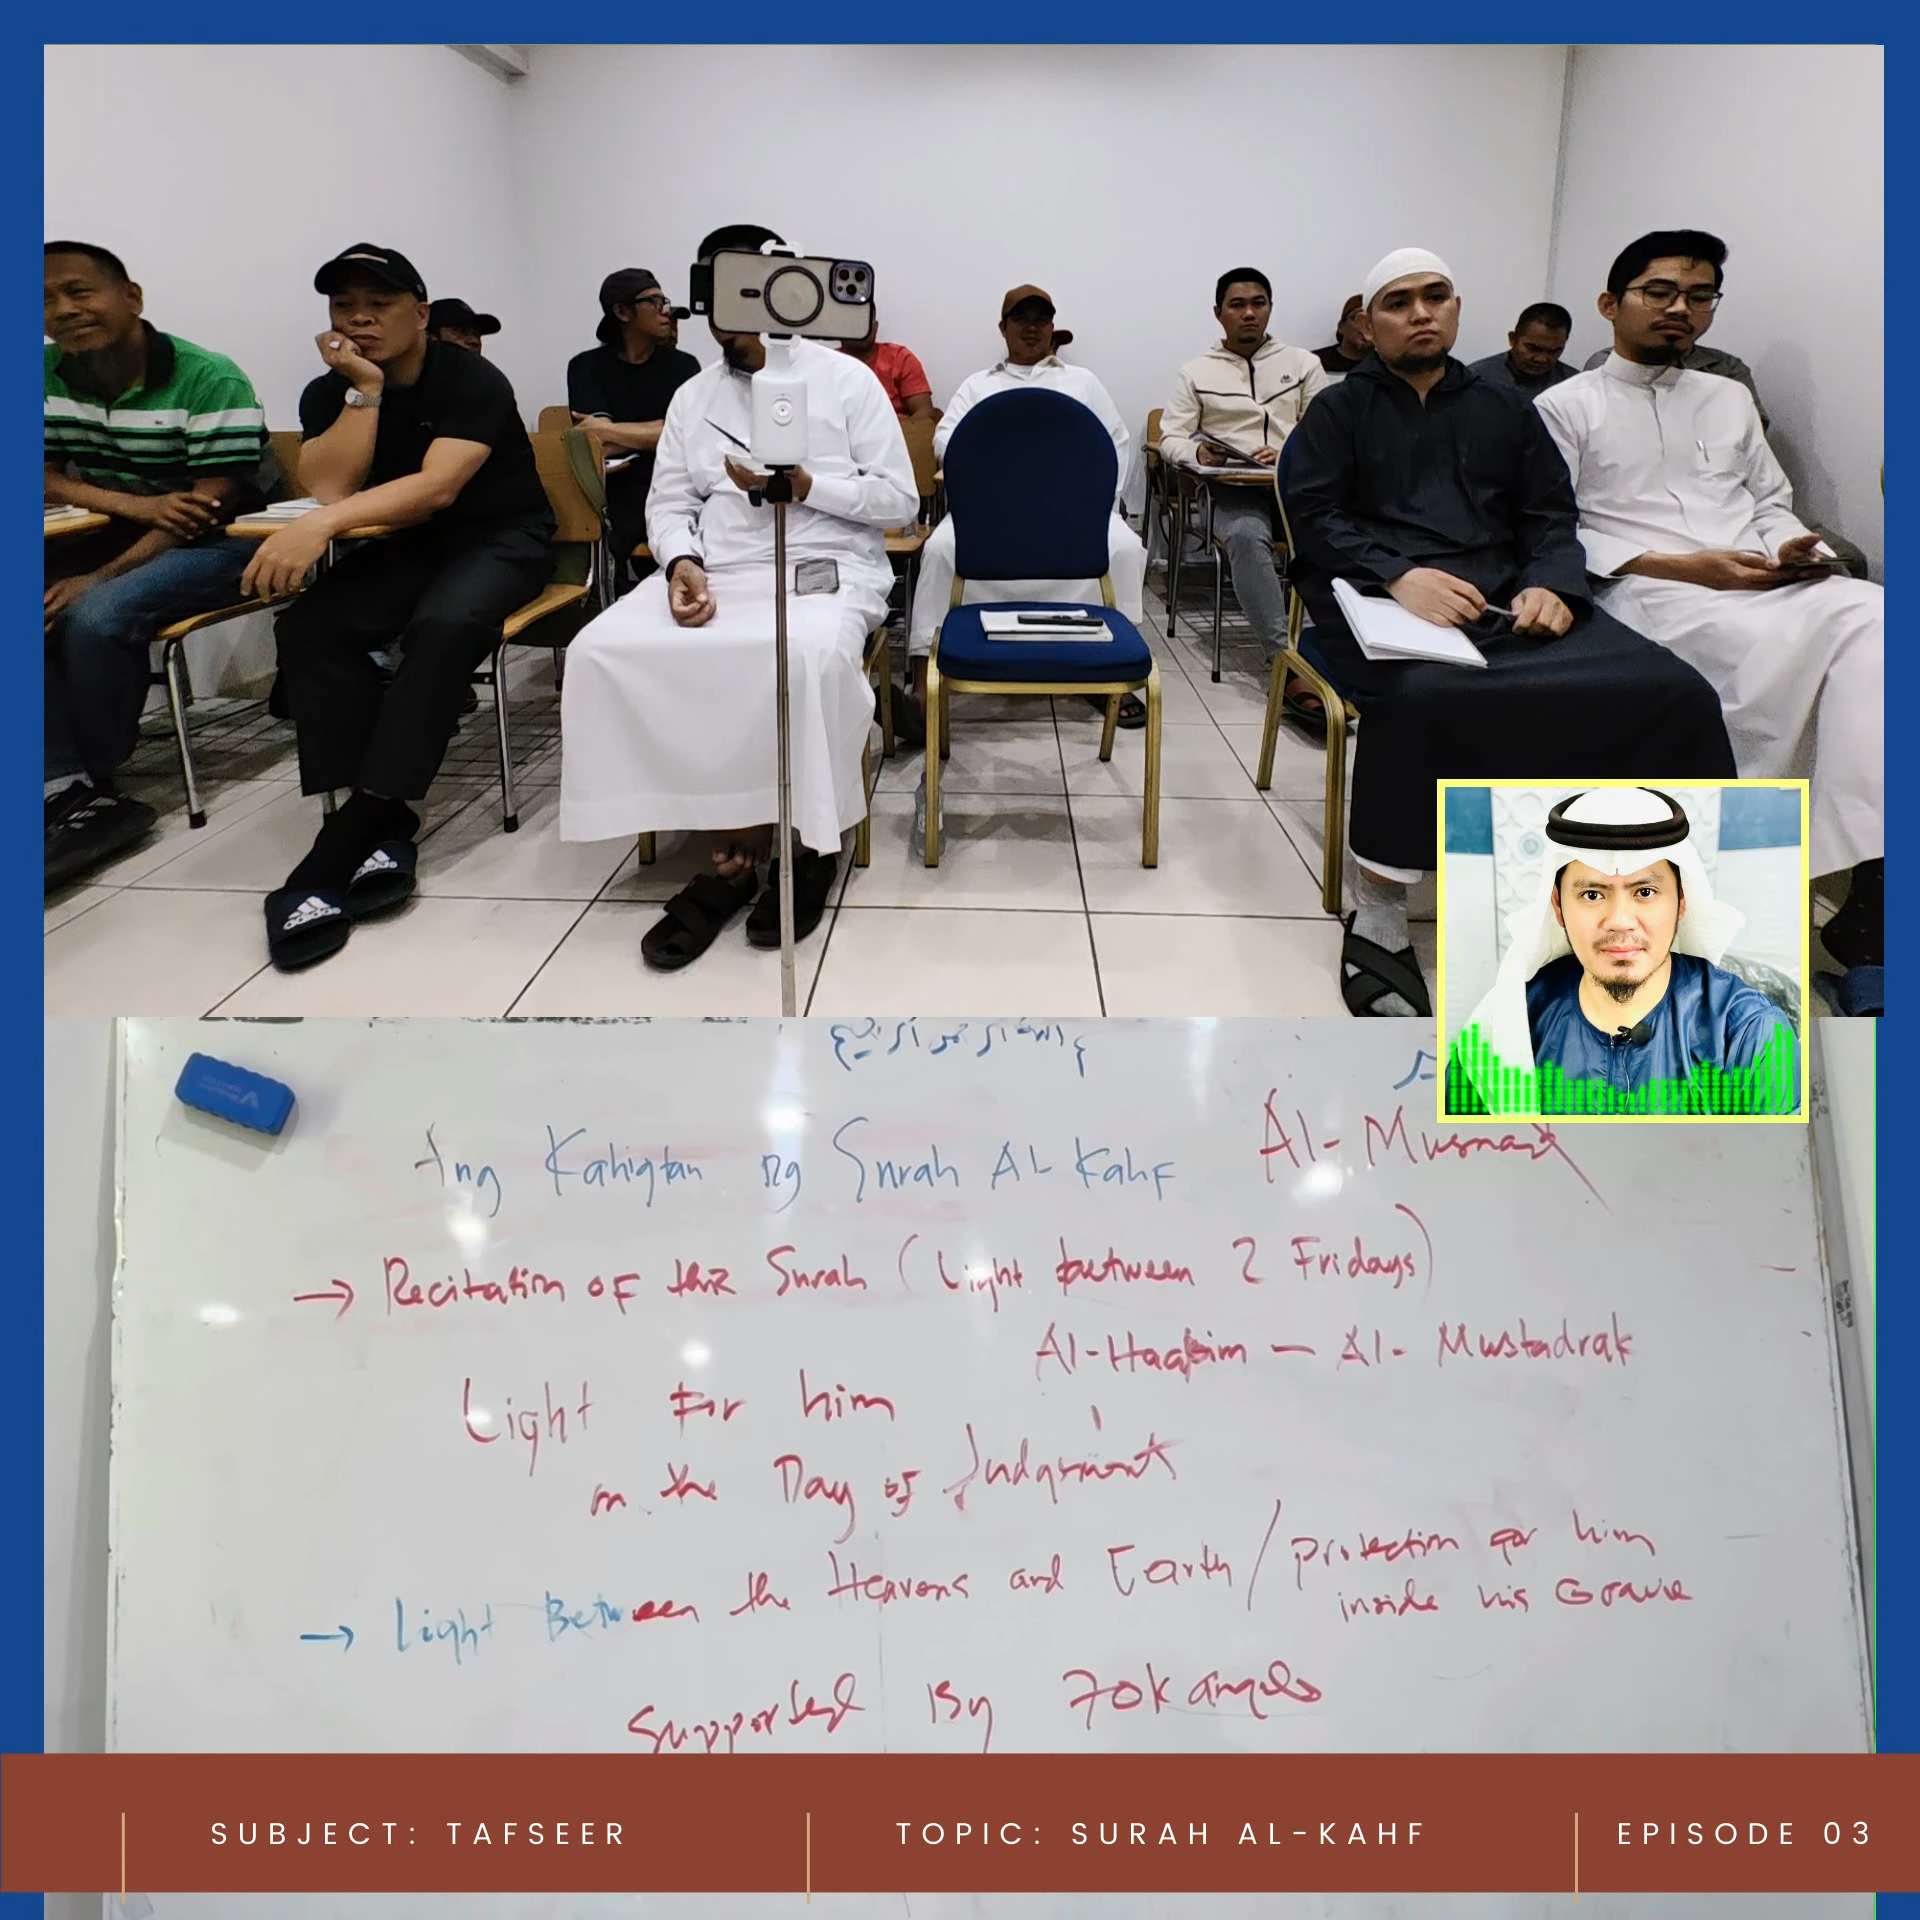 adidas
adidas
Ang Kahigtan ng Surah Al Kahf
Al-Musnad
→ Recitation of this Surah (Light between 2 Fridays)
Al-Haakim — Al-Mustadrak
Light for him
on the Day of Judgment
→ Light Between the Heavens and Earth / Protection for him
inside his Grave
Supported By 70k angels
SUBJECT: TAFSEER
TOPIC: SURAH AL-KAHF
EPISODE 03